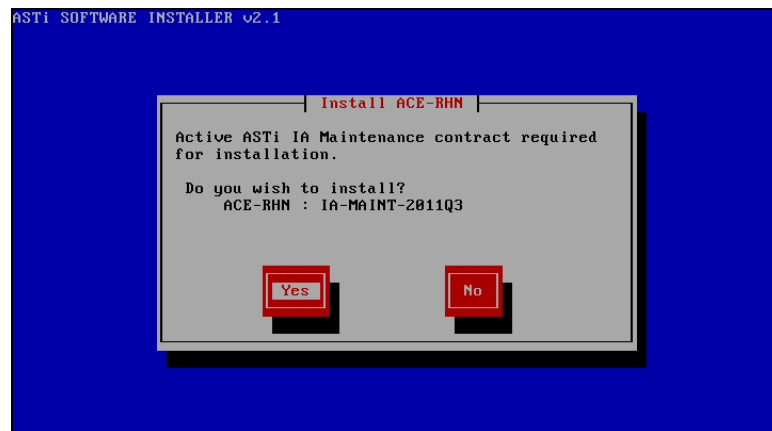 ASTi SOFTWARE INSTALLER v2.1
Install ACE-RHN
Active ASTi IA Maintenance contract required
for installation.
Do you wish to install?
ACE-RHN : IA-MAINT-2011Q3
Yes No